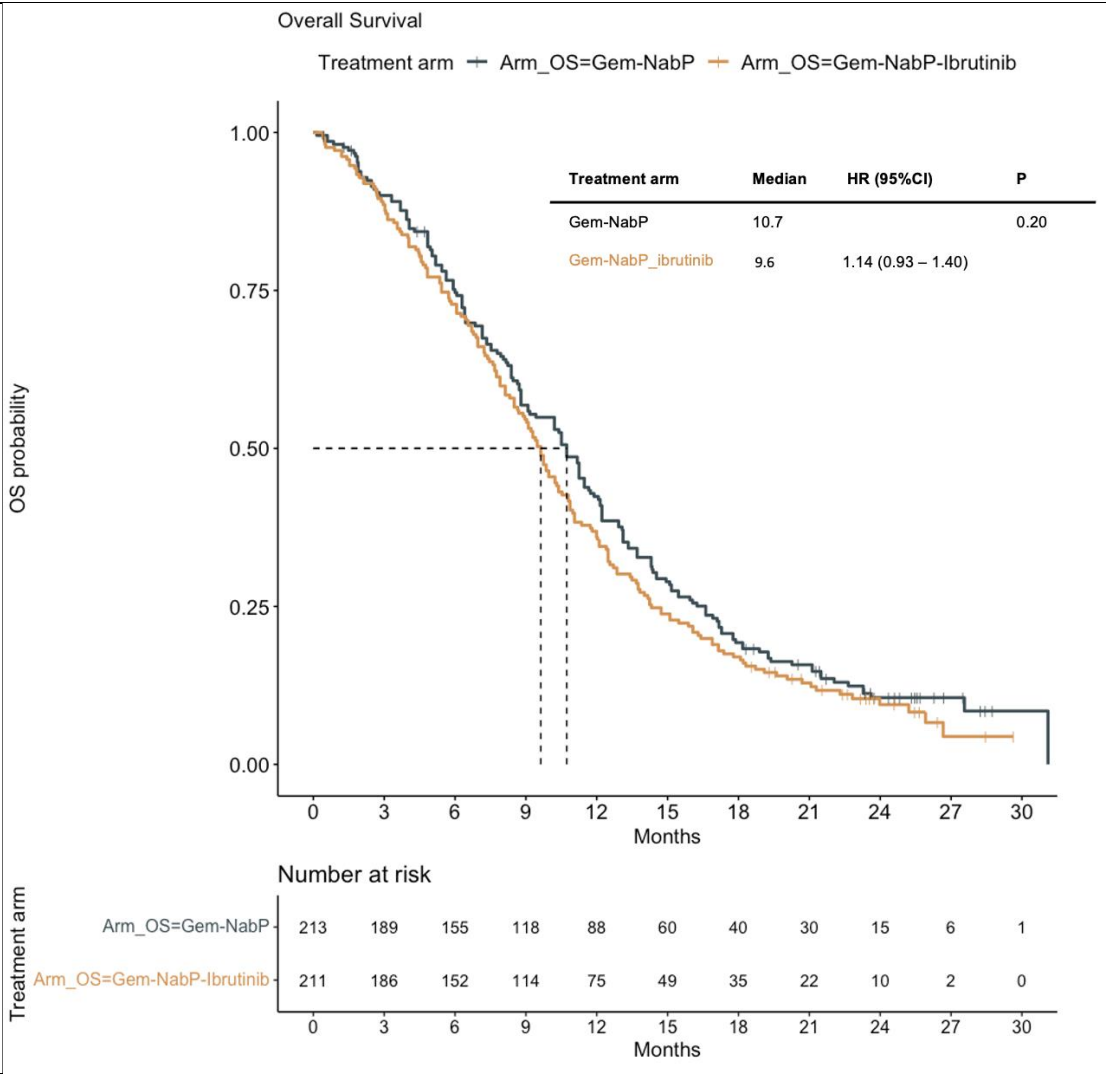 Overall Survival
Treatment arm Arm_OS=Gem-NabP Arm_OS=Gem-NabP-Ibrutinib
OS probability
1.00
0.75
0.50
0.25
0.00
Treatment arm Median HR (95%CI) P
Gem-NabP 10.7 0.20
Gem-NabP_ibrutinib 9.6 1.14 (0.93 – 1.40)
0 3 6 9 12 15 18 21 24 27 30
Months
Number at risk
Treatment arm
Arm_OS=Gem-NabP 213 189 155 118 88 60 40 30 15 6 1
Arm_OS=Gem-NabP-Ibrutinib 211 186 152 114 75 49 35 22 10 2 0
0 3 6 9 12 15 18 21 24 27 30
Months